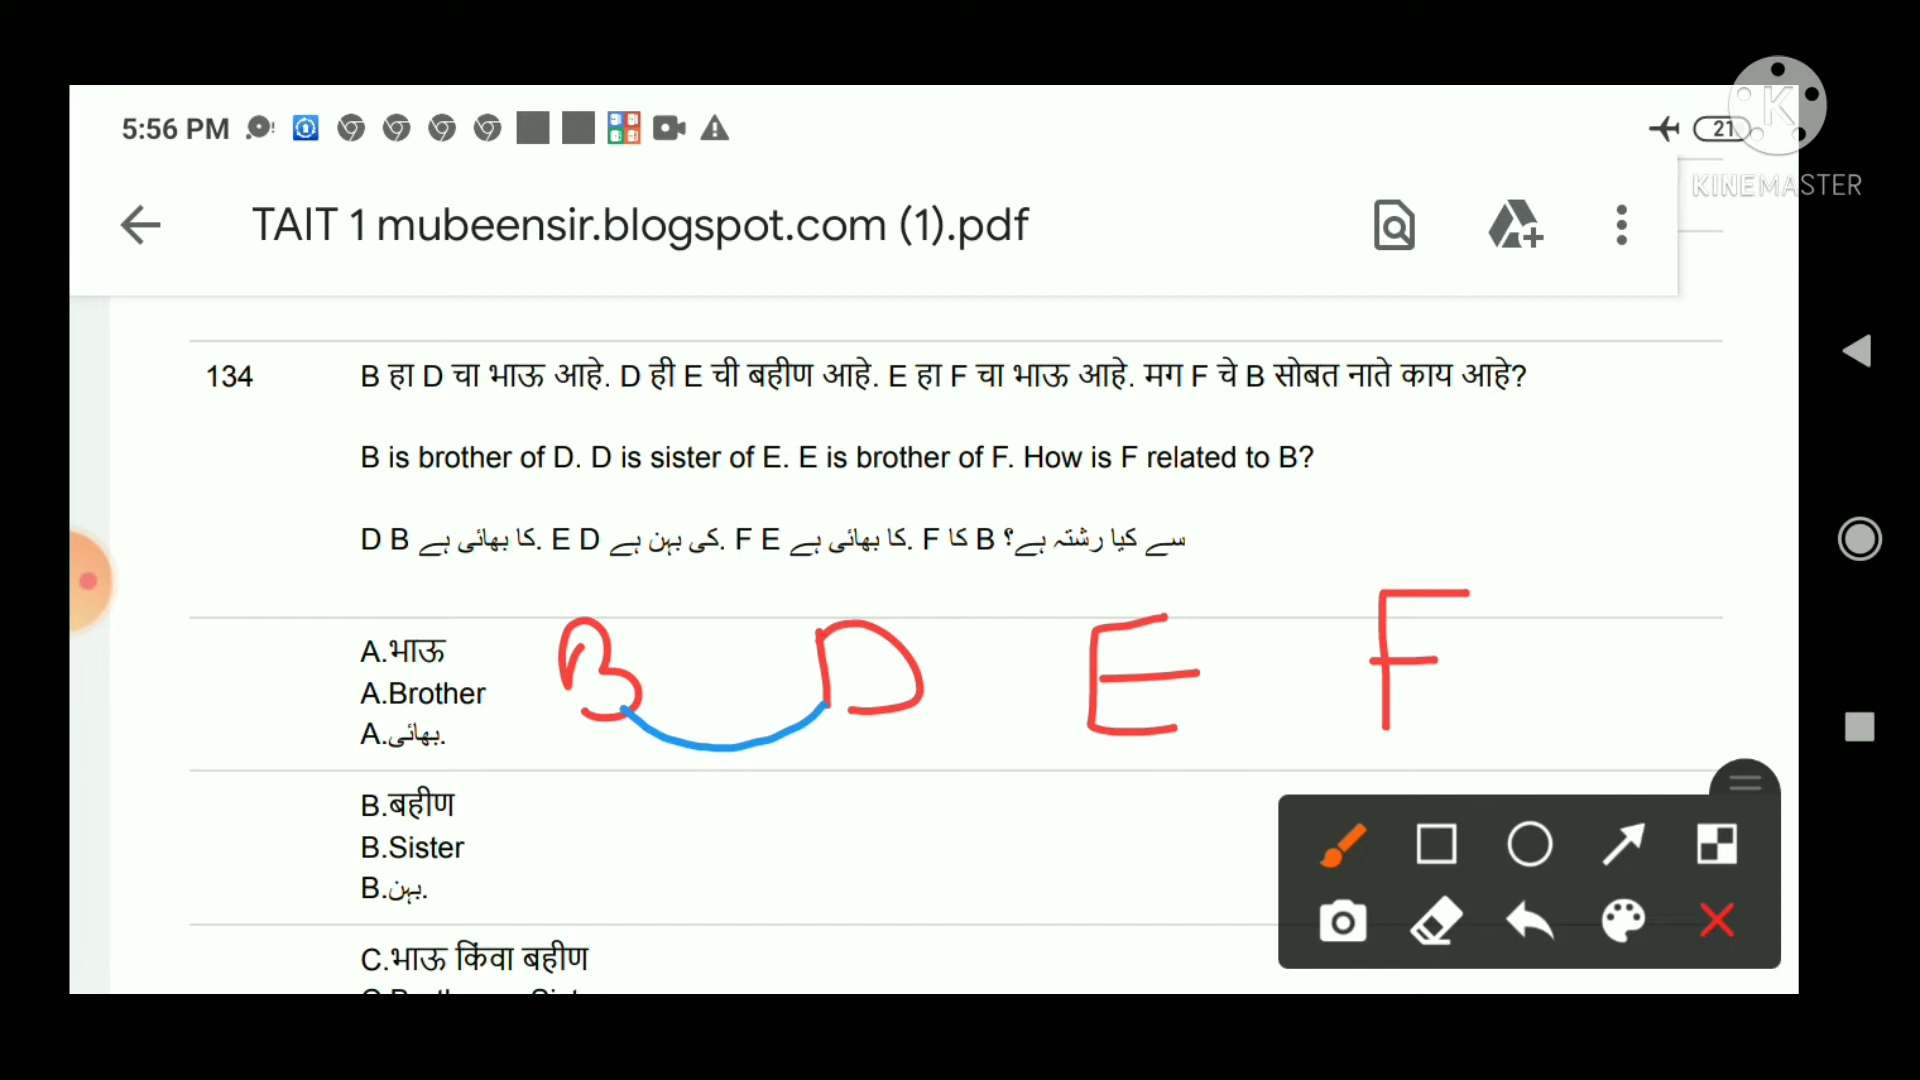 5:56 PM
21
KINEMASTER
TAIT 1 mubeensir.blogspot.com (1).pdf
134
B हा D चा भाऊ आहे. D ही E ची बहीण आहे. E हा F चा भाऊ आहे. मग F चे B सोबत नाते काय आहे?
B is brother of D. D is sister of E. E is brother of F. How is F related to B?
D B کا بھائی ہے. E D کی بہن ہے. F E کا بھائی ہے. F کا B سے کیا رشتہ ہے؟
B D E F
A.भाऊ
A.Brother
A.بھائی.
B.बहीण
B.Sister
B.بہن.
C.भाऊ किंवा बहीण